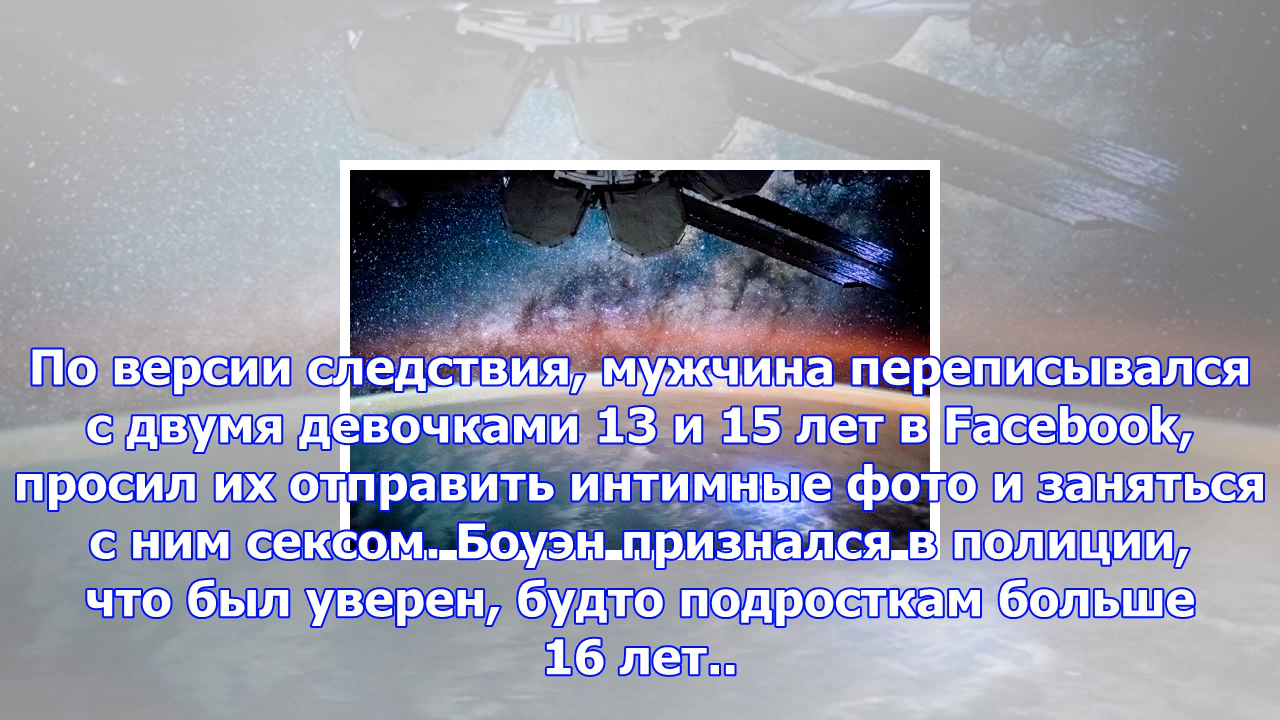 По версии следствия, мужчина переписывался
с двумя девочками 13 и 15 лет в Facebook,
просил их отправить интимные фото и заняться
с ним сексом. Боуэн признался в полиции,
что был уверен, будто подросткам больше
16 лет..